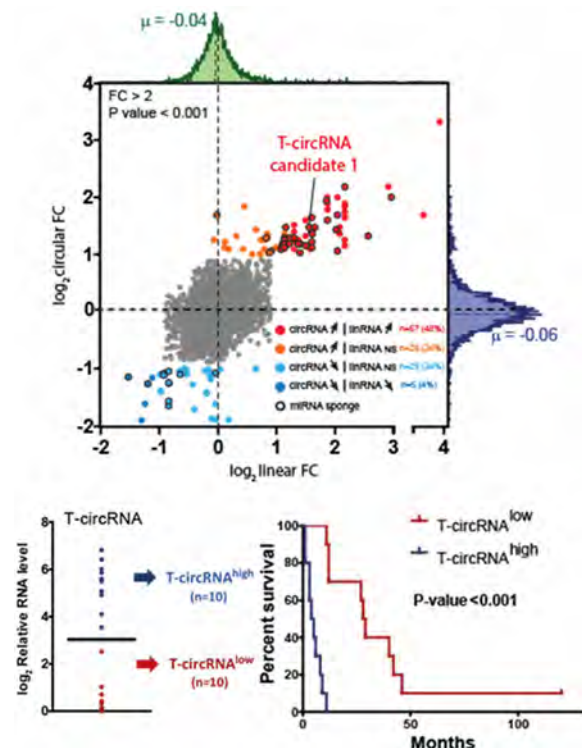 μ = -0.04
FC > 2
P value < 0.001
T-circRNA
candidate 1
4
3
2
1
0
-1
-2
log2 circular FC
circRNA | linRNA
circRNA | linRNA NS
circRNA | linRNA NS
circRNA | linRNA
miRNA sponge
μ = -0.06
-2 -1 0 1 2 3 4
log2 linear FC
T-circRNA
8
6
4
2
0
log2 Relative RNA level
T-circRNAhigh
(n=10)
T-circRNAlow
(n=10)
T-circRNAlow
T-circRNAhigh
P-value <0.001
100
80
60
40
20
0
Percent survival
0 50 100
Months